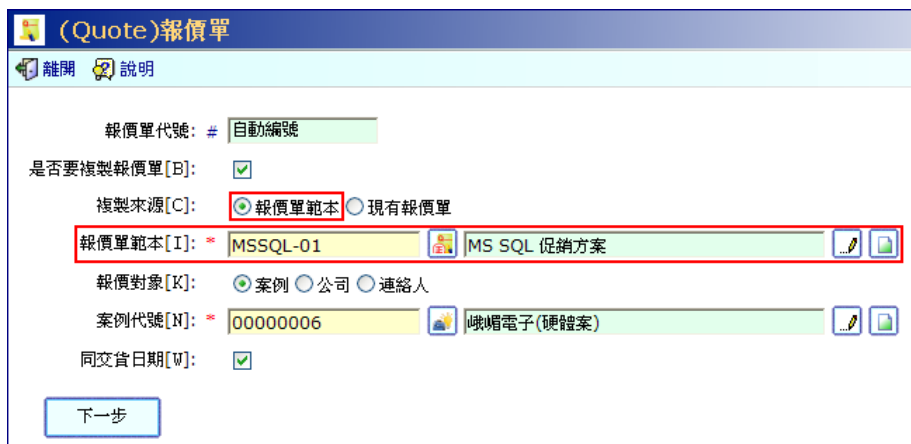 (Quote)報價單
離開 說明
報價單代號: # 自動編號
是否要複製報價單[B]:
複製來源[C]: 報價單範本 現有報價單
報價單範本[I]: * MSSQL-01 MS SQL 促銷方案
報價對象[K]: 案例 公司 連絡人
案例代號[N]: * 00000006 峨嵋電子(硬體案)
同交貨日期[W]:
下一步